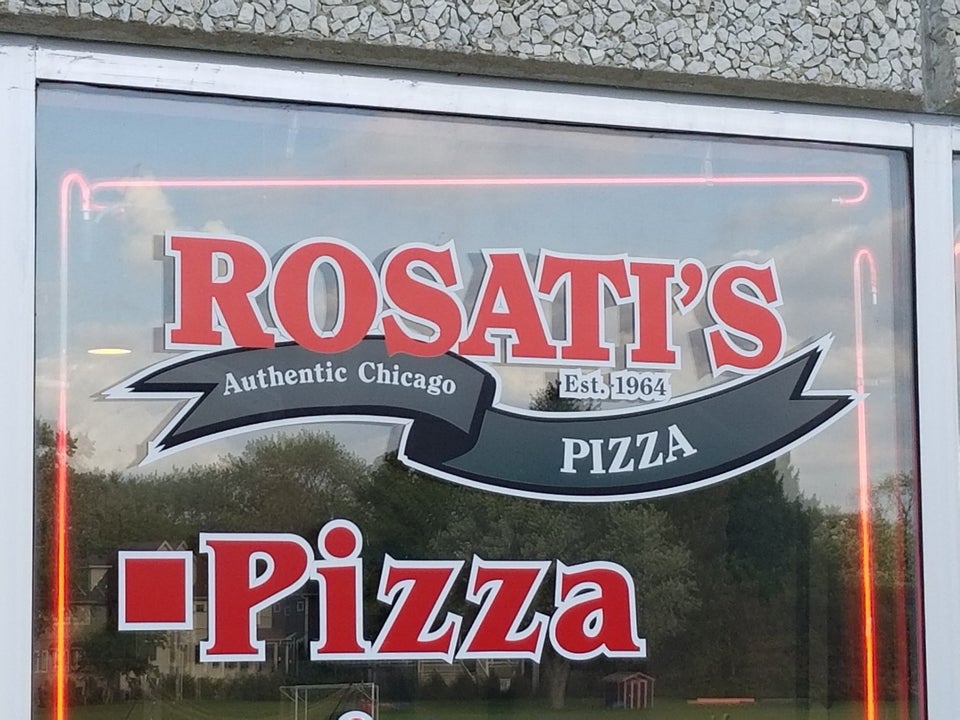 ROSATI'S
Authentic Chicago
Est. 1964
PIZZA
Pizza